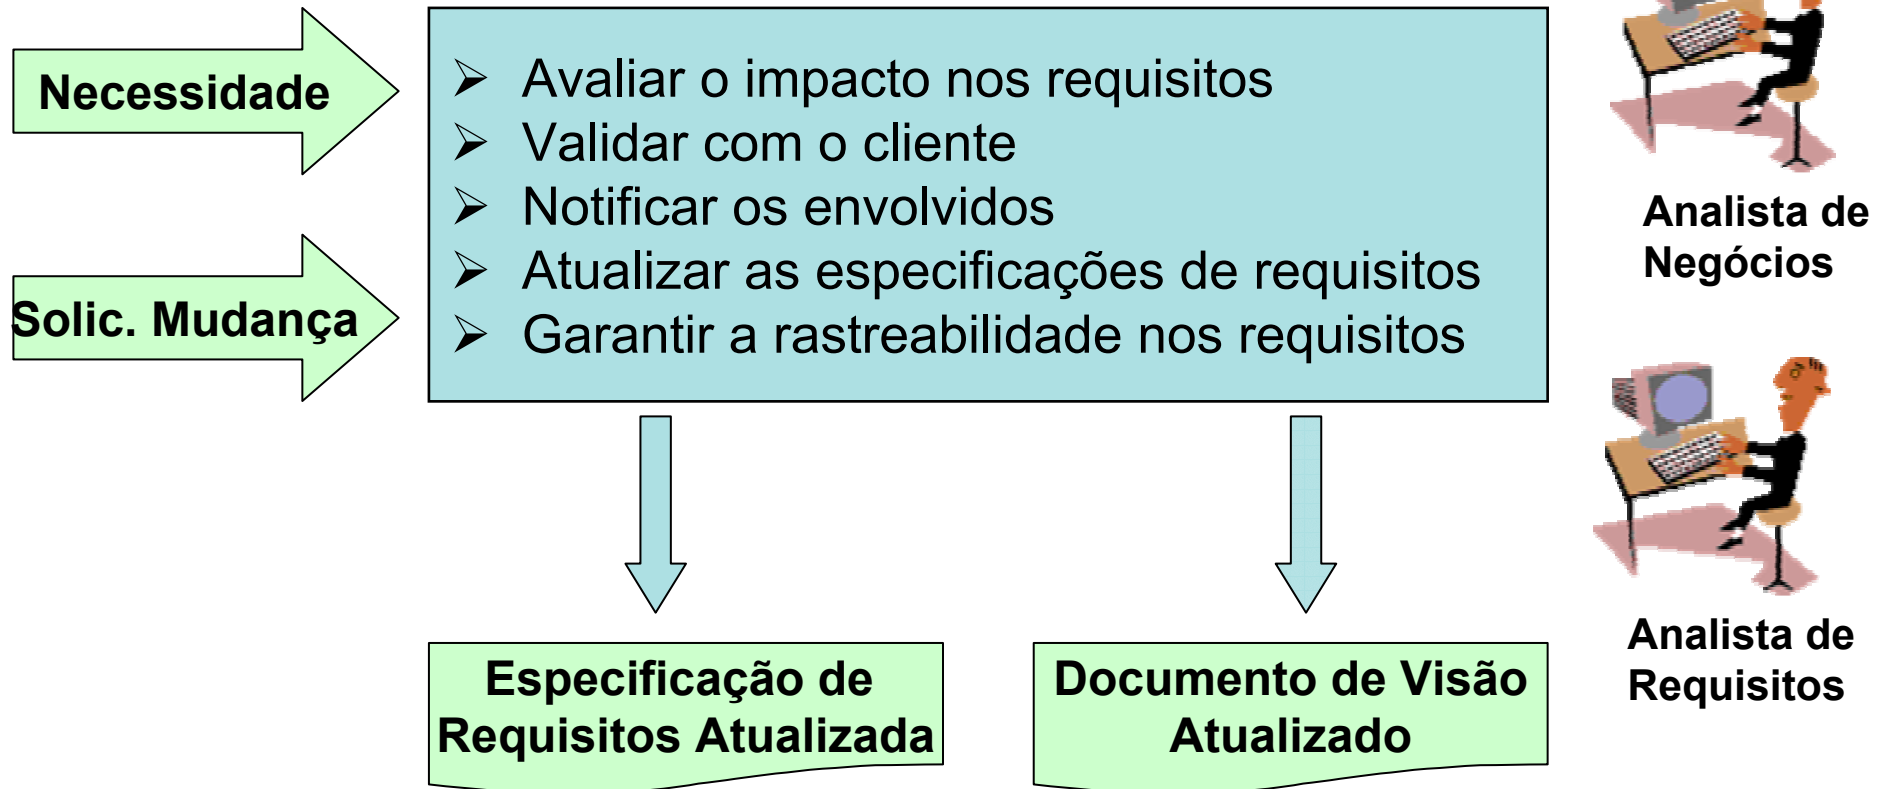 Necessidade
Solic. Mudança
➢ Avaliar o impacto nos requisitos
➢ Validar com o cliente
➢ Notificar os envolvidos
➢ Atualizar as especificações de requisitos
➢ Garantir a rastreabilidade nos requisitos
Analista de
Negócios
Analista de
Requisitos
Especificação de
Requisitos Atualizada
Documento de Visão
Atualizado